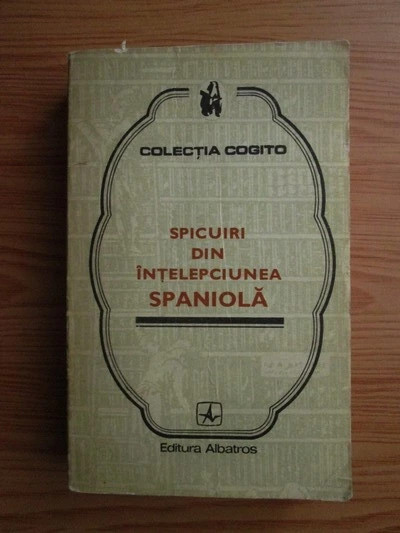 COLECȚIA COGITO
SPICUIRI
DIN
ÎNȚELEPCIUNEA
SPANIOLĂ
Editura Albatros